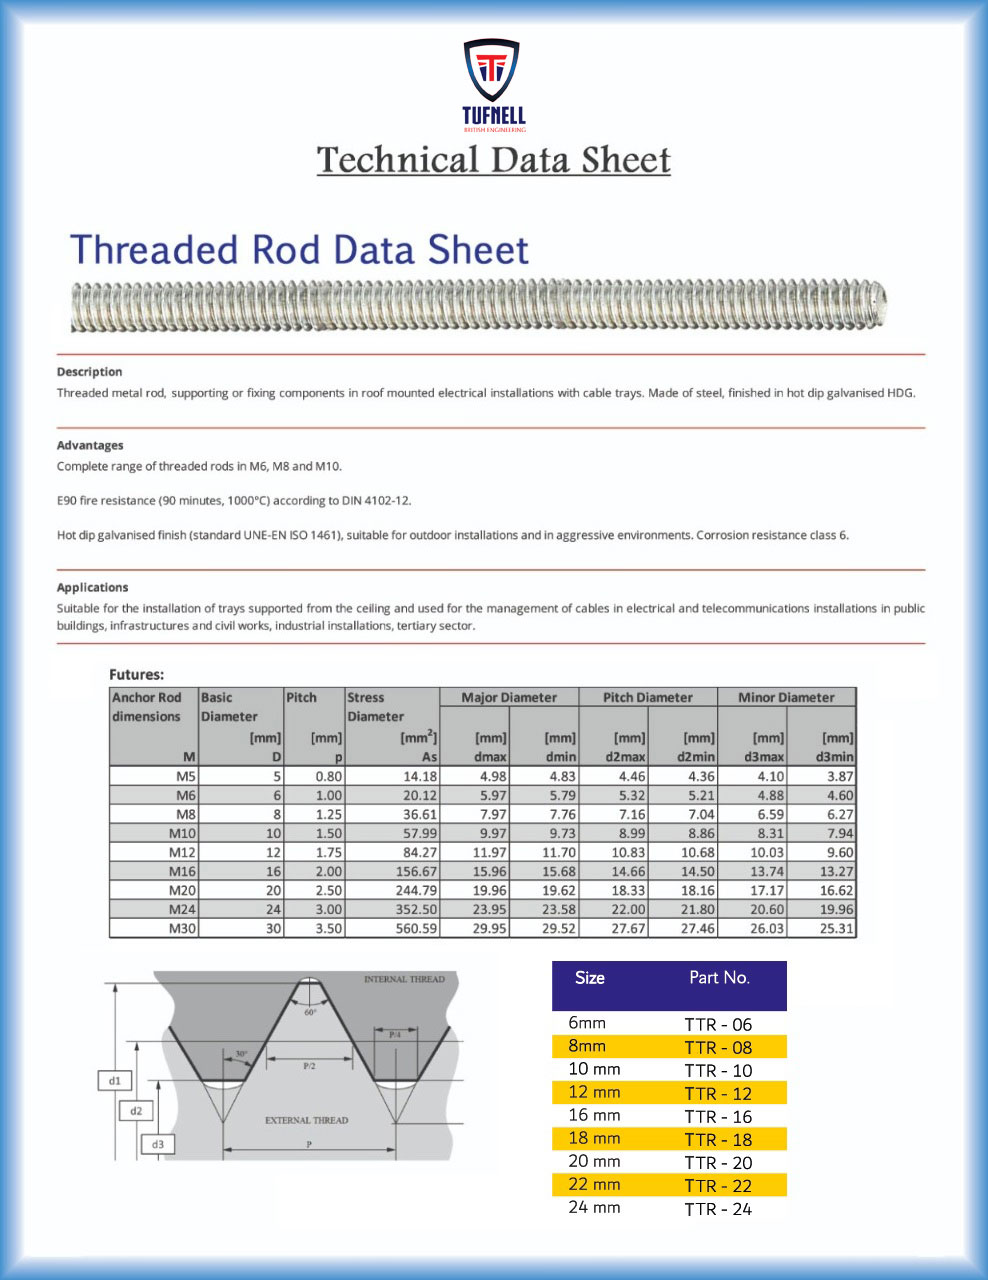 TUFNELL
BRITISH ENGINEERING
Technical Data Sheet
Threaded Rod Data Sheet
Description
Threaded metal rod, supporting or fixing components in roof mounted electrical installations with cable trays. Made of steel, finished in hot dip galvanised HDG.
Advantages
Complete range of threaded rods in M6, M8 and M10.
E90 fire resistance (90 minutes, 1000°C) according to DIN 4102-12.
Hot dip galvanised finish (standard UNE-EN ISO 1461), suitable for outdoor installations and in aggressive environments. Corrosion resistance class 6.
Applications
Suitable for the installation of trays supported from the ceiling and used for the management of cables in electrical and telecommunications installations in public
buildings, infrastructures and civil works, industrial installations, tertiary sector.
Futures:
Anchor Rod Basic Pitch Stress Major Diameter Pitch Diameter Minor Diameter
dimensions Diameter Diameter
[mm] [mm] [mm²] [mm] [mm] [mm] [mm] [mm] [mm]
M D p As dmax dmin d2max d2min d3max d3min
M5 5 0.80 14.18 4.98 4.83 4.46 4.36 4.10 3.87
M6 6 1.00 20.12 5.97 5.79 5.32 5.21 4.88 4.60
M8 8 1.25 36.61 7.97 7.76 7.16 7.04 6.59 6.27
M10 10 1.50 57.99 9.97 9.73 8.99 8.86 8.31 7.94
M12 12 1.75 84.27 11.97 11.70 10.83 10.68 10.03 9.60
M16 16 2.00 156.67 15.96 15.68 14.66 14.50 13.74 13.27
M20 20 2.50 244.79 19.96 19.62 18.33 18.16 17.17 16.62
M24 24 3.00 352.50 23.95 23.58 22.00 21.80 20.60 19.96
M30 30 3.50 560.59 29.95 29.52 27.67 27.46 26.03 25.31
INTERNAL THREAD
60°
P/4
30°
P/2
d1
d2
EXTERNAL THREAD
d3
P
Size Part No.
6mm TTR - 06
8mm TTR - 08
10 mm TTR - 10
12 mm TTR - 12
16 mm TTR - 16
18 mm TTR - 18
20 mm TTR - 20
22 mm TTR - 22
24 mm TTR - 24